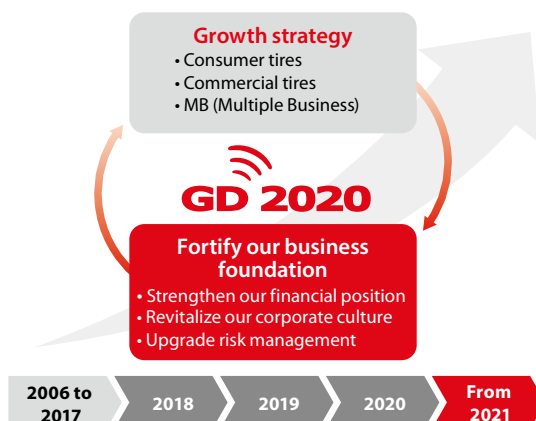 Growth strategy
• Consumer tires
• Commercial tires
• MB (Multiple Business)
GD 2020
Fortify our business
foundation
• Strengthen our financial position
• Revitalize our corporate culture
• Upgrade risk management
2006 to
2017
2018
2019
2020
From
2021